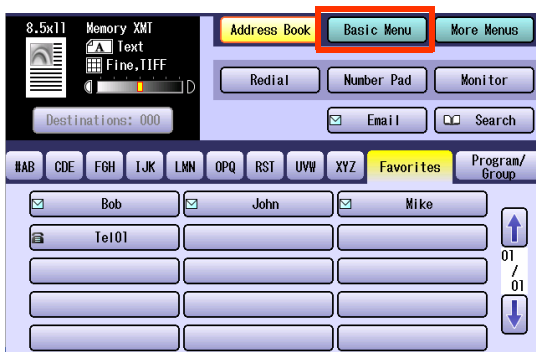 8.5x11 Memory XMT
A Text
Fine,TIFF
D
Destinations: 000
Address Book Basic Menu More Menus
Redial Number Pad Monitor
Email Search
#AB CDE FGH IJK LMN OPQ RST UVW XYZ Favorites Program/
Group
Bob John Mike
Tel01
01
/
01